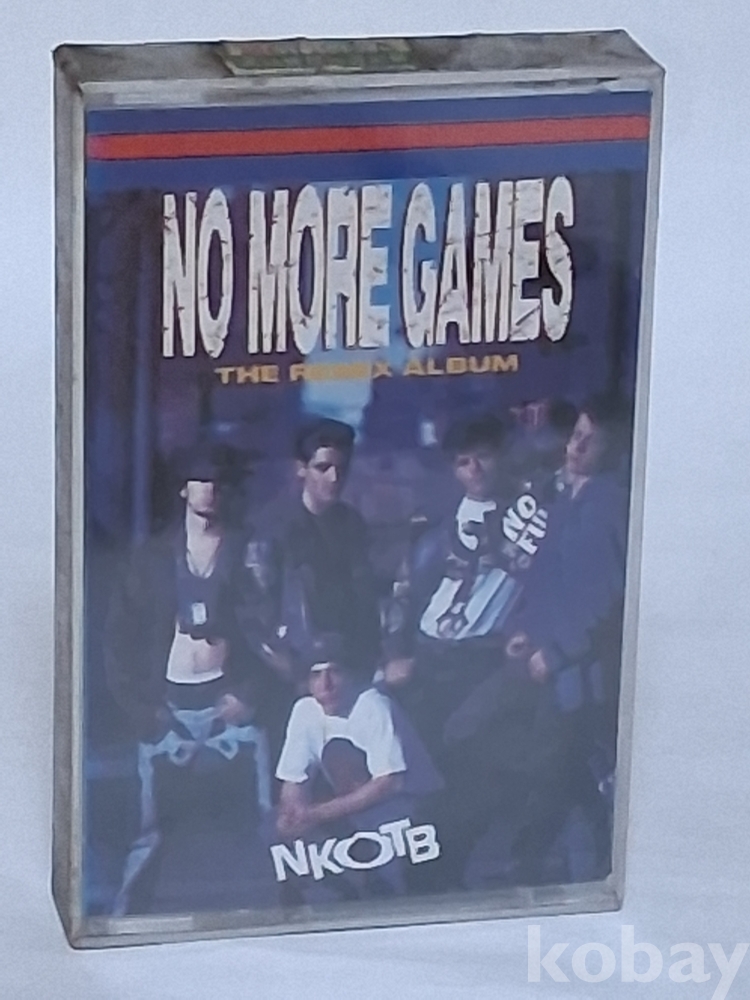 NO MORE GAMES
THE REMIX ALBUM
NO
NKOTB
kobay